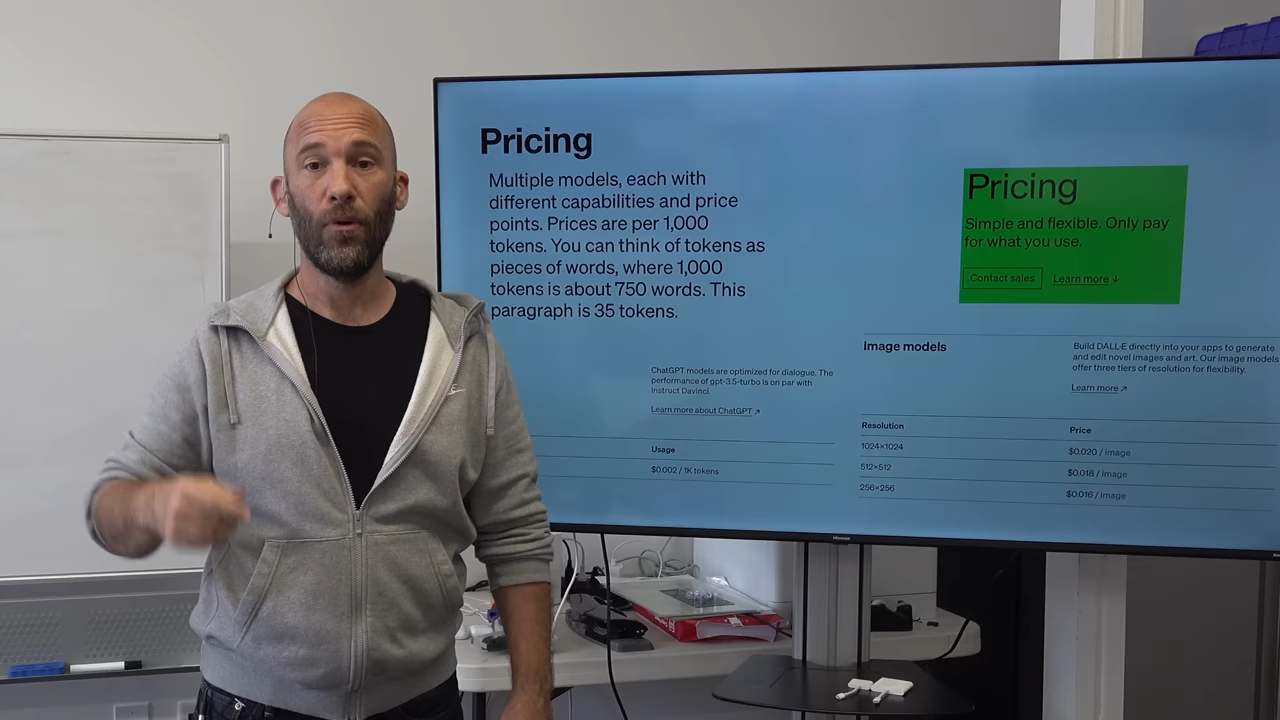 Pricing
Multiple models, each with
different capabilities and price
points. Prices are per 1,000
tokens. You can think of tokens as
pieces of words, where 1,000
tokens is about 750 words. This
paragraph is 35 tokens.
ChatGPT models are optimized for dialogue. The
performance of gpt-3.5-turbo is on par with
Instruct Davinci.
Learn more about ChatGPT ↗
Usage
$0.002 / 1K tokens
Pricing
Simple and flexible. Only pay
for what you use.
Contact sales Learn more ↓
Image models
Build DALL·E directly into your apps to generate
and edit novel images and art. Our image models
offer three tiers of resolution for flexibility.
Learn more ↗
Resolution Price
1024×1024 $0.020 / image
512×512 $0.018 / image
256×256 $0.016 / image
Hisense